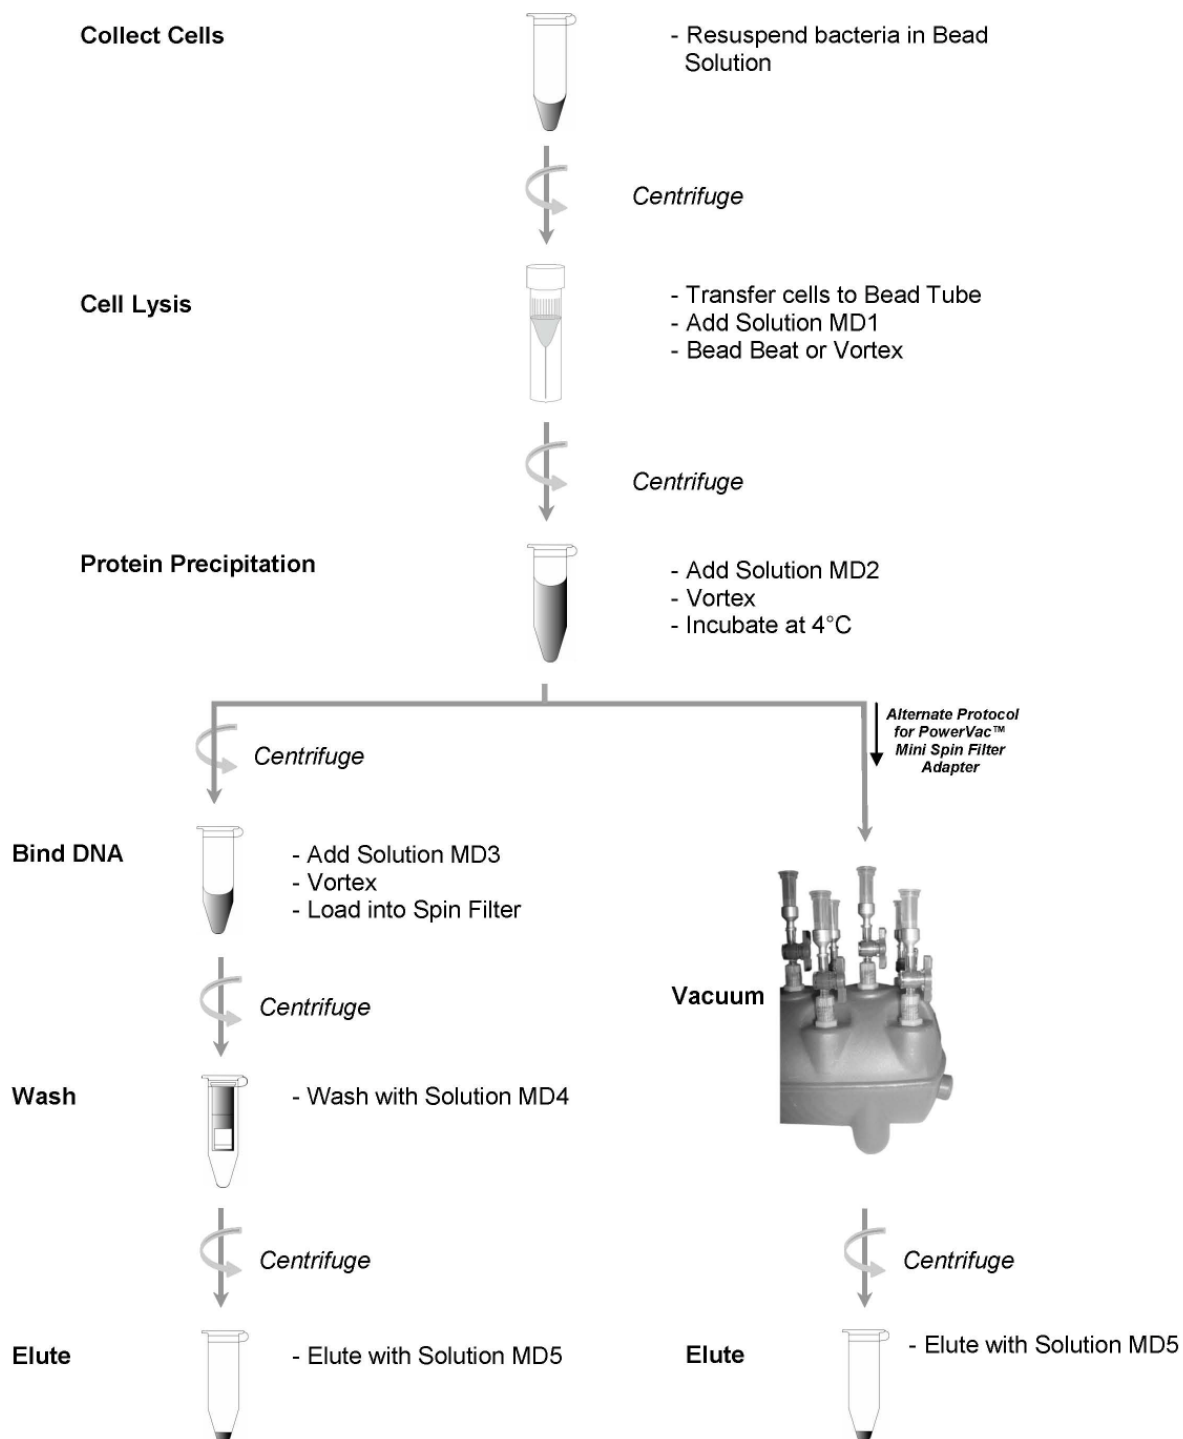 Collect Cells
- Resuspend bacteria in Bead
Solution
Centrifuge
Cell Lysis
- Transfer cells to Bead Tube
- Add Solution MD1
- Bead Beat or Vortex
Centrifuge
Protein Precipitation
- Add Solution MD2
- Vortex
- Incubate at 4°C
Alternate Protocol
for PowerVac™
Mini Spin Filter
Adapter
Centrifuge
Bind DNA
- Add Solution MD3
- Vortex
- Load into Spin Filter
Centrifuge
Vacuum
Wash
- Wash with Solution MD4
Centrifuge
Centrifuge
Elute
- Elute with Solution MD5
Elute
- Elute with Solution MD5